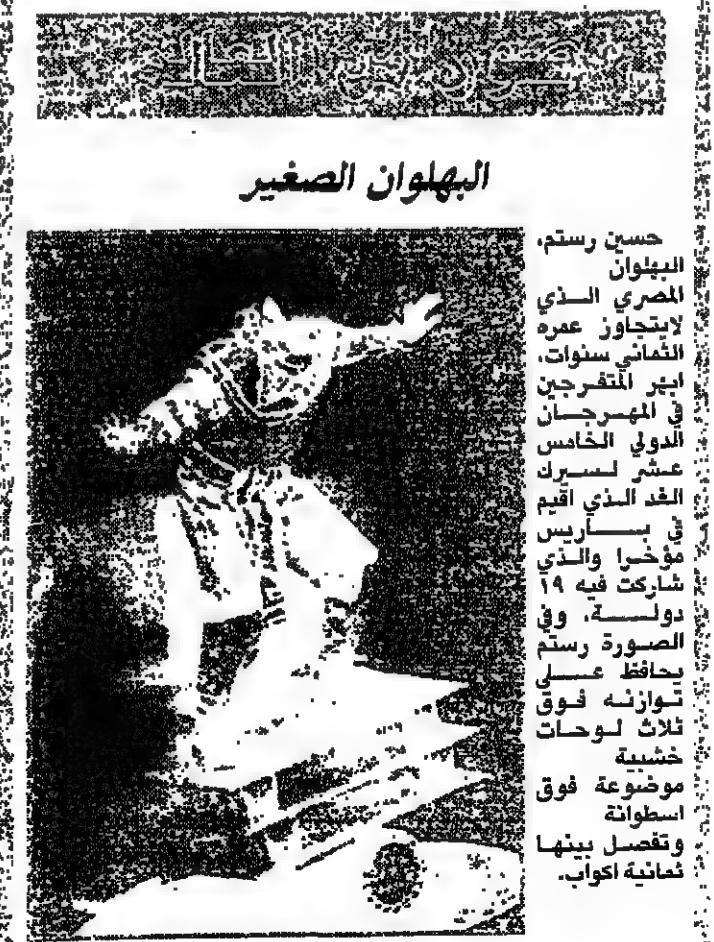 البهلوان الصغير
حسين رستم،
البهلوان
المصري الذي
لايتجاوز عمره
الثماني سنوات،
ابهر المتفرجين
في المهرجان
الدولي الخامس
عشر لسيرك
الغد الذي اقيم
في باريس
مؤخرا والذي
شاركت فيه ١٩
دولة، وفي
الصورة رستم
يحافظ على
توازنه فوق
ثلاث لوحات
خشبية
موضوعة فوق
اسطوانة
وتفصل بينها
ثمانية اكواب.